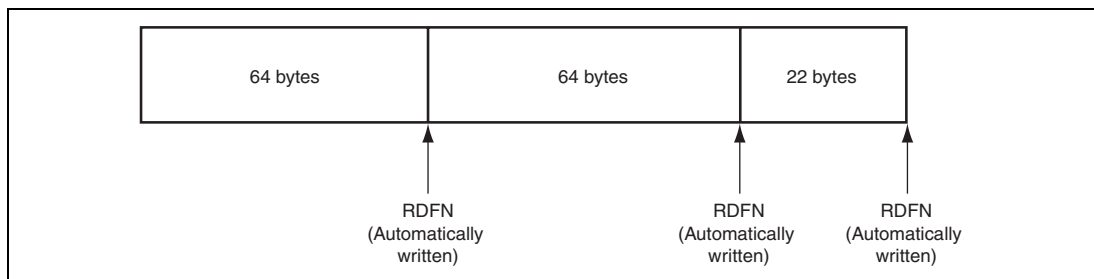 64 bytes
64 bytes
22 bytes
RDFN
(Automatically
written)
RDFN
(Automatically
written)
RDFN
(Automatically
written)